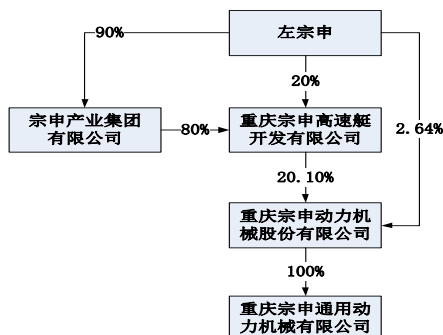 90%
左宗申
20%
宗申产业集团
有限公司
80%
重庆宗申高速艇
开发有限公司
2.64%
20.10%
重庆宗申动力机
械股份有限公司
100%
重庆宗申通用动
力机械有限公司